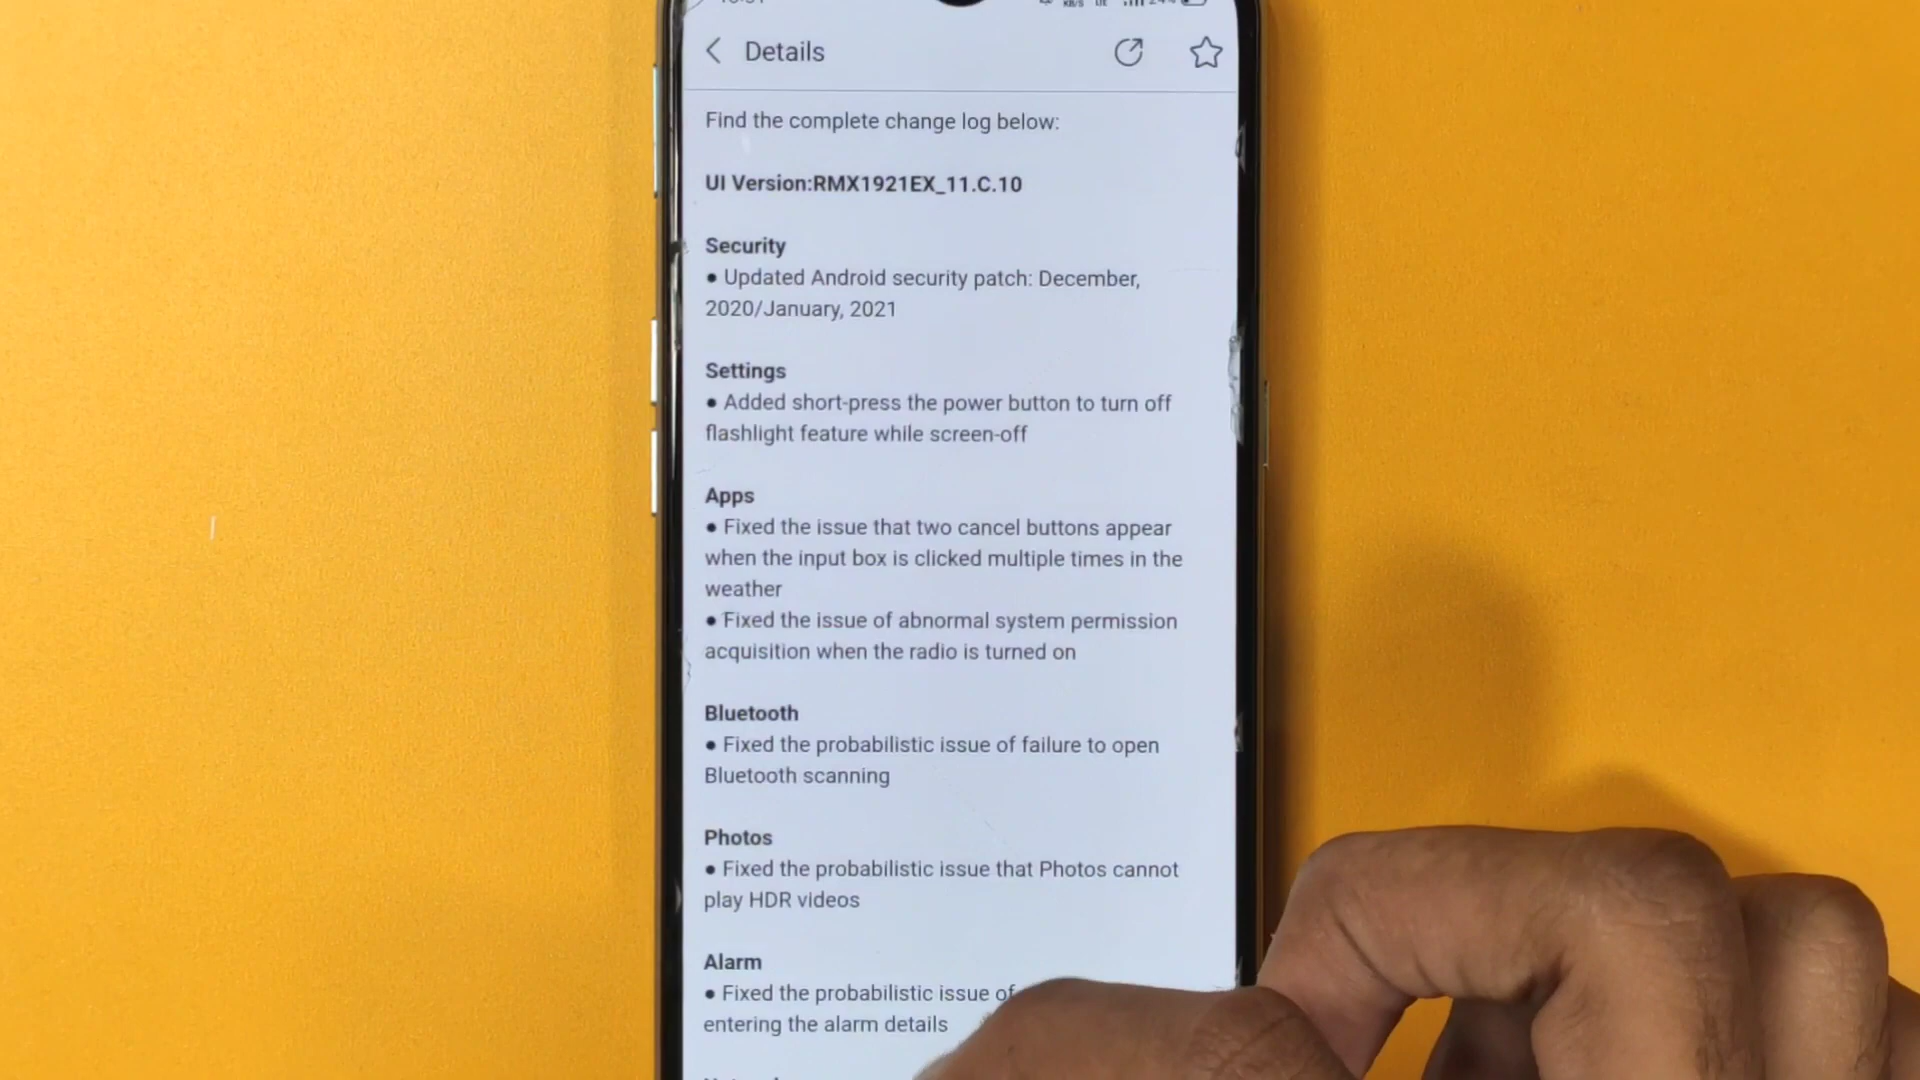 Details
Find the complete change log below:
UI Version:RMX1921EX_11.C.10
Security
● Updated Android security patch: December,
2020/January, 2021
Settings
● Added short-press the power button to turn off
flashlight feature while screen-off
Apps
● Fixed the issue that two cancel buttons appear
when the input box is clicked multiple times in the
weather
● Fixed the issue of abnormal system permission
acquisition when the radio is turned on
Bluetooth
● Fixed the probabilistic issue of failure to open
Bluetooth scanning
Photos
● Fixed the probabilistic issue that Photos cannot
play HDR videos
Alarm
● Fixed the probabilistic issue of
entering the alarm details